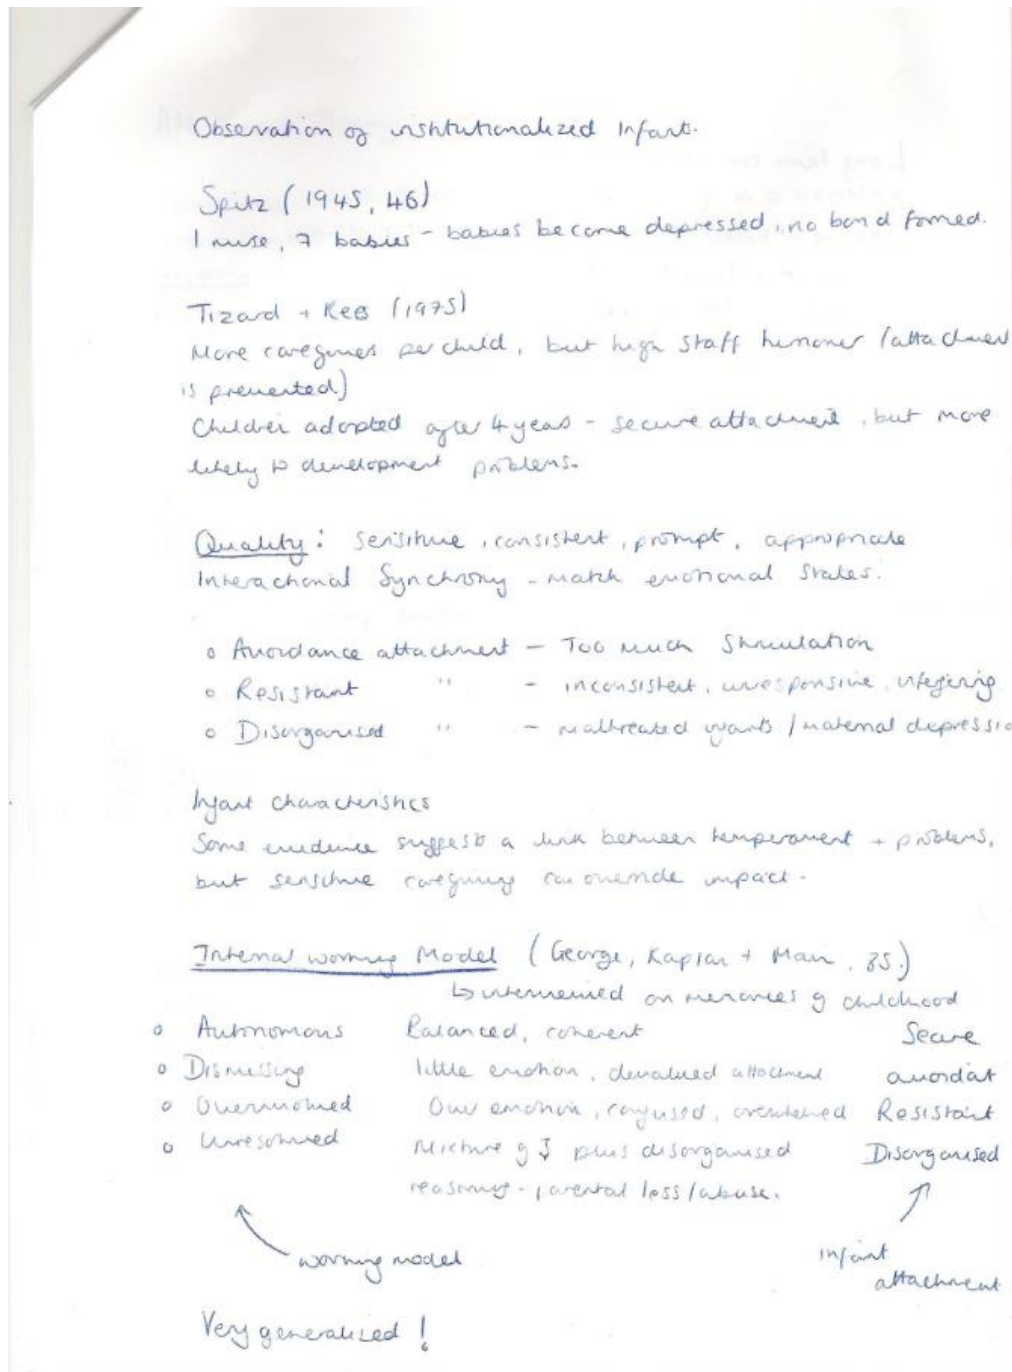 Observation of institutionalized Infants.
Spitz (1945, 46)
1 nurse, 7 babies - babies become depressed, no bond formed.
Tizard + Rees (1975)
More caregivers per child, but high staff turnover (attachment
is prevented)
Children adopted after 4 years - secure attachment, but more
likely to development problems.
Quality: sensitive, consistent, prompt, appropriate
Interactional Synchrony - match emotional states.
o Avoidance attachment - Too much Stimulation
o Resistant " - inconsistent, unresponsive, interfering
o Disorganised " - maltreated infants / maternal depressio
Infant characteristics
Some evidence suggests a link between temperament + problems,
but sensitive caregiving can override impact.
Internal working Model (George, Kaplan + Main, 85.)
↳ interviewed on memories of childhood
o Autonomous Balanced, coherent Secure
o Dismissing little emotion, devalued attachment avoidat
o Overinvolved Over emotion, confused, Resistant
o Unresolved Mixture of plus disorganised Disorganised
reasoning - parental loss/abuse.
working model
infant
attachment
Very generalized!